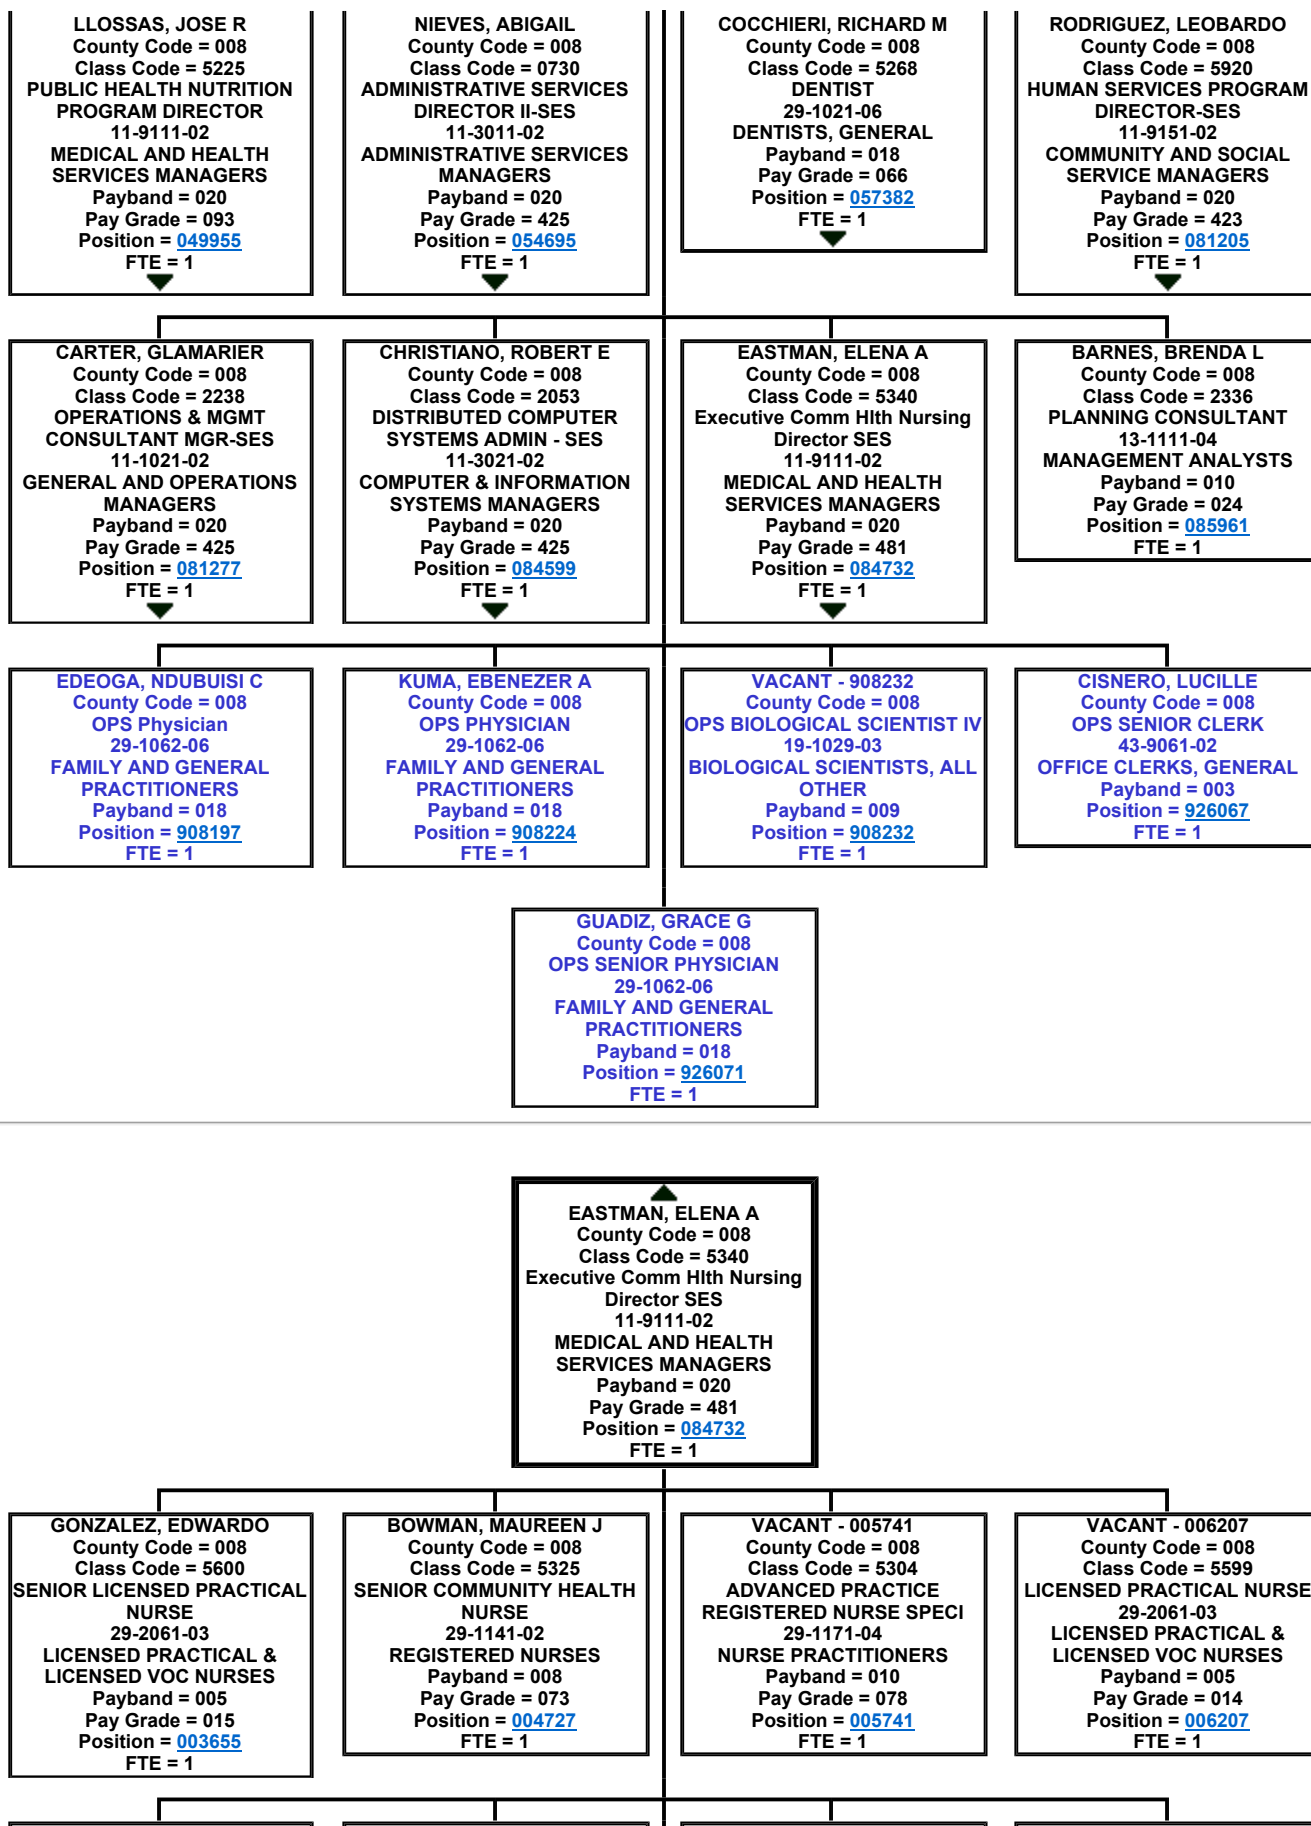 LLOSSAS, JOSE R
County Code = 008
Class Code = 5225
PUBLIC HEALTH NUTRITION
PROGRAM DIRECTOR
11-9111-02
MEDICAL AND HEALTH
SERVICES MANAGERS
Payband = 020
Pay Grade = 093
Position = 049955
FTE = 1
NIEVES, ABIGAIL
County Code = 008
Class Code = 0730
ADMINISTRATIVE SERVICES
DIRECTOR II-SES
11-3011-02
ADMINISTRATIVE SERVICES
MANAGERS
Payband = 020
Pay Grade = 425
Position = 054695
FTE = 1
COCCHIERI, RICHARD M
County Code = 008
Class Code = 5268
DENTIST
29-1021-06
DENTISTS, GENERAL
Payband = 018
Pay Grade = 066
Position = 057382
FTE = 1
RODRIGUEZ, LEOBARDO
County Code = 008
Class Code = 5920
HUMAN SERVICES PROGRAM
DIRECTOR-SES
11-9151-02
COMMUNITY AND SOCIAL
SERVICE MANAGERS
Payband = 020
Pay Grade = 423
Position = 081205
FTE = 1
CARTER, GLAMARIER
County Code = 008
Class Code = 2238
OPERATIONS & MGMT
CONSULTANT MGR-SES
11-1021-02
GENERAL AND OPERATIONS
MANAGERS
Payband = 020
Pay Grade = 425
Position = 081277
FTE = 1
CHRISTIANO, ROBERT E
County Code = 008
Class Code = 2053
DISTRIBUTED COMPUTER
SYSTEMS ADMIN - SES
11-3021-02
COMPUTER & INFORMATION
SYSTEMS MANAGERS
Payband = 020
Pay Grade = 425
Position = 084599
FTE = 1
EASTMAN, ELENA A
County Code = 008
Class Code = 5340
Executive Comm Hlth Nursing
Director SES
11-9111-02
MEDICAL AND HEALTH
SERVICES MANAGERS
Payband = 020
Pay Grade = 481
Position = 084732
FTE = 1
BARNES, BRENDA L
County Code = 008
Class Code = 2336
PLANNING CONSULTANT
13-1111-04
MANAGEMENT ANALYSTS
Payband = 010
Pay Grade = 024
Position = 085961
FTE = 1
EDEOGA, NDUBUISI C
County Code = 008
OPS Physician
29-1062-06
FAMILY AND GENERAL
PRACTITIONERS
Payband = 018
Position = 908197
FTE = 1
KUMA, EBENEZER A
County Code = 008
OPS PHYSICIAN
29-1062-06
FAMILY AND GENERAL
PRACTITIONERS
Payband = 018
Position = 908224
FTE = 1
VACANT - 908232
County Code = 008
OPS BIOLOGICAL SCIENTIST IV
19-1029-03
BIOLOGICAL SCIENTISTS, ALL
OTHER
Payband = 009
Position = 908232
FTE = 1
CISNERO, LUCILLE
County Code = 008
OPS SENIOR CLERK
43-9061-02
OFFICE CLERKS, GENERAL
Payband = 003
Position = 926067
FTE = 1
GUADIZ, GRACE G
County Code = 008
OPS SENIOR PHYSICIAN
29-1062-06
FAMILY AND GENERAL
PRACTITIONERS
Payband = 018
Position = 926071
FTE = 1
EASTMAN, ELENA A
County Code = 008
Class Code = 5340
Executive Comm Hlth Nursing
Director SES
11-9111-02
MEDICAL AND HEALTH
SERVICES MANAGERS
Payband = 020
Pay Grade = 481
Position = 084732
FTE = 1
GONZALEZ, EDWARDO
County Code = 008
Class Code = 5600
SENIOR LICENSED PRACTICAL
NURSE
29-2061-03
LICENSED PRACTICAL &
LICENSED VOC NURSES
Payband = 005
Pay Grade = 015
Position = 003655
FTE = 1
BOWMAN, MAUREEN J
County Code = 008
Class Code = 5325
SENIOR COMMUNITY HEALTH
NURSE
29-1141-02
REGISTERED NURSES
Payband = 008
Pay Grade = 073
Position = 004727
FTE = 1
VACANT - 005741
County Code = 008
Class Code = 5304
ADVANCED PRACTICE
REGISTERED NURSE SPECI
29-1171-04
NURSE PRACTITIONERS
Payband = 010
Pay Grade = 078
Position = 005741
FTE = 1
VACANT - 006207
County Code = 008
Class Code = 5599
LICENSED PRACTICAL NURSE
29-2061-03
LICENSED PRACTICAL &
LICENSED VOC NURSES
Payband = 005
Pay Grade = 014
Position = 006207
FTE = 1